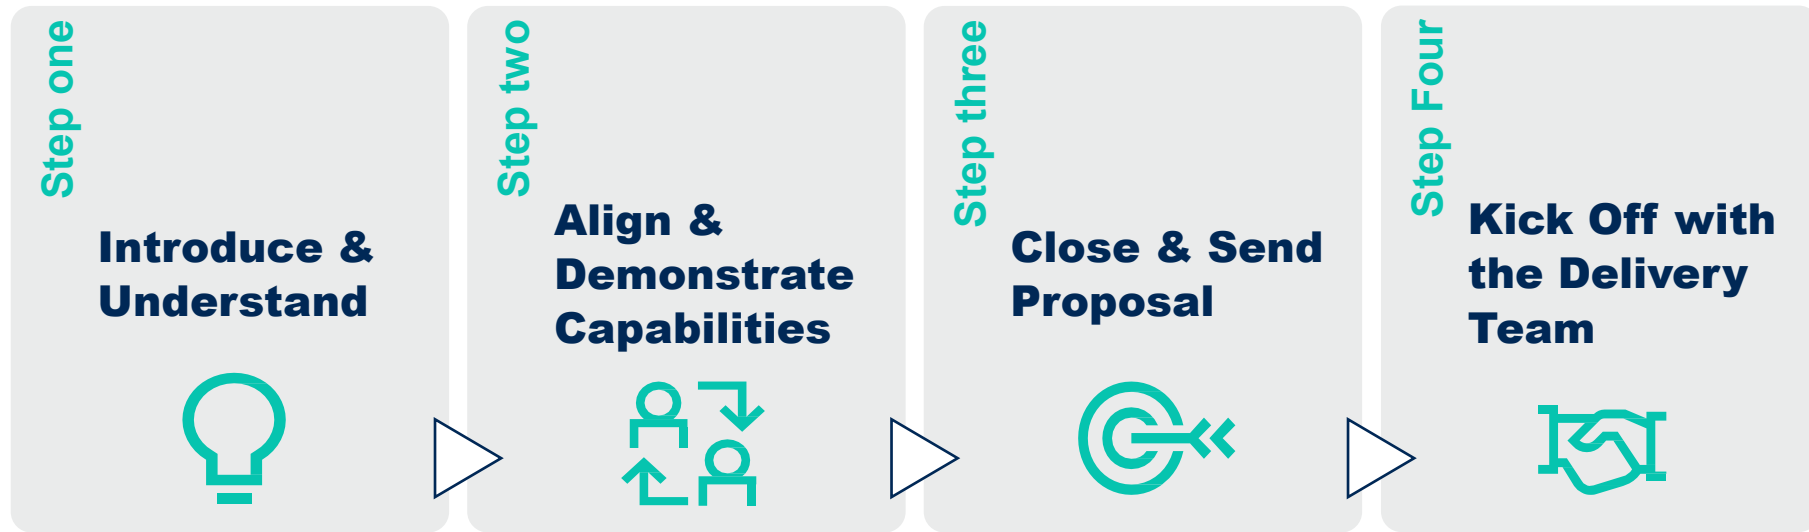 Step one
Introduce &
Understand
Step two
Align &
Demonstrate
Capabilities
Step three
Close & Send
Proposal
Step Four
Kick Off with
the Delivery
Team